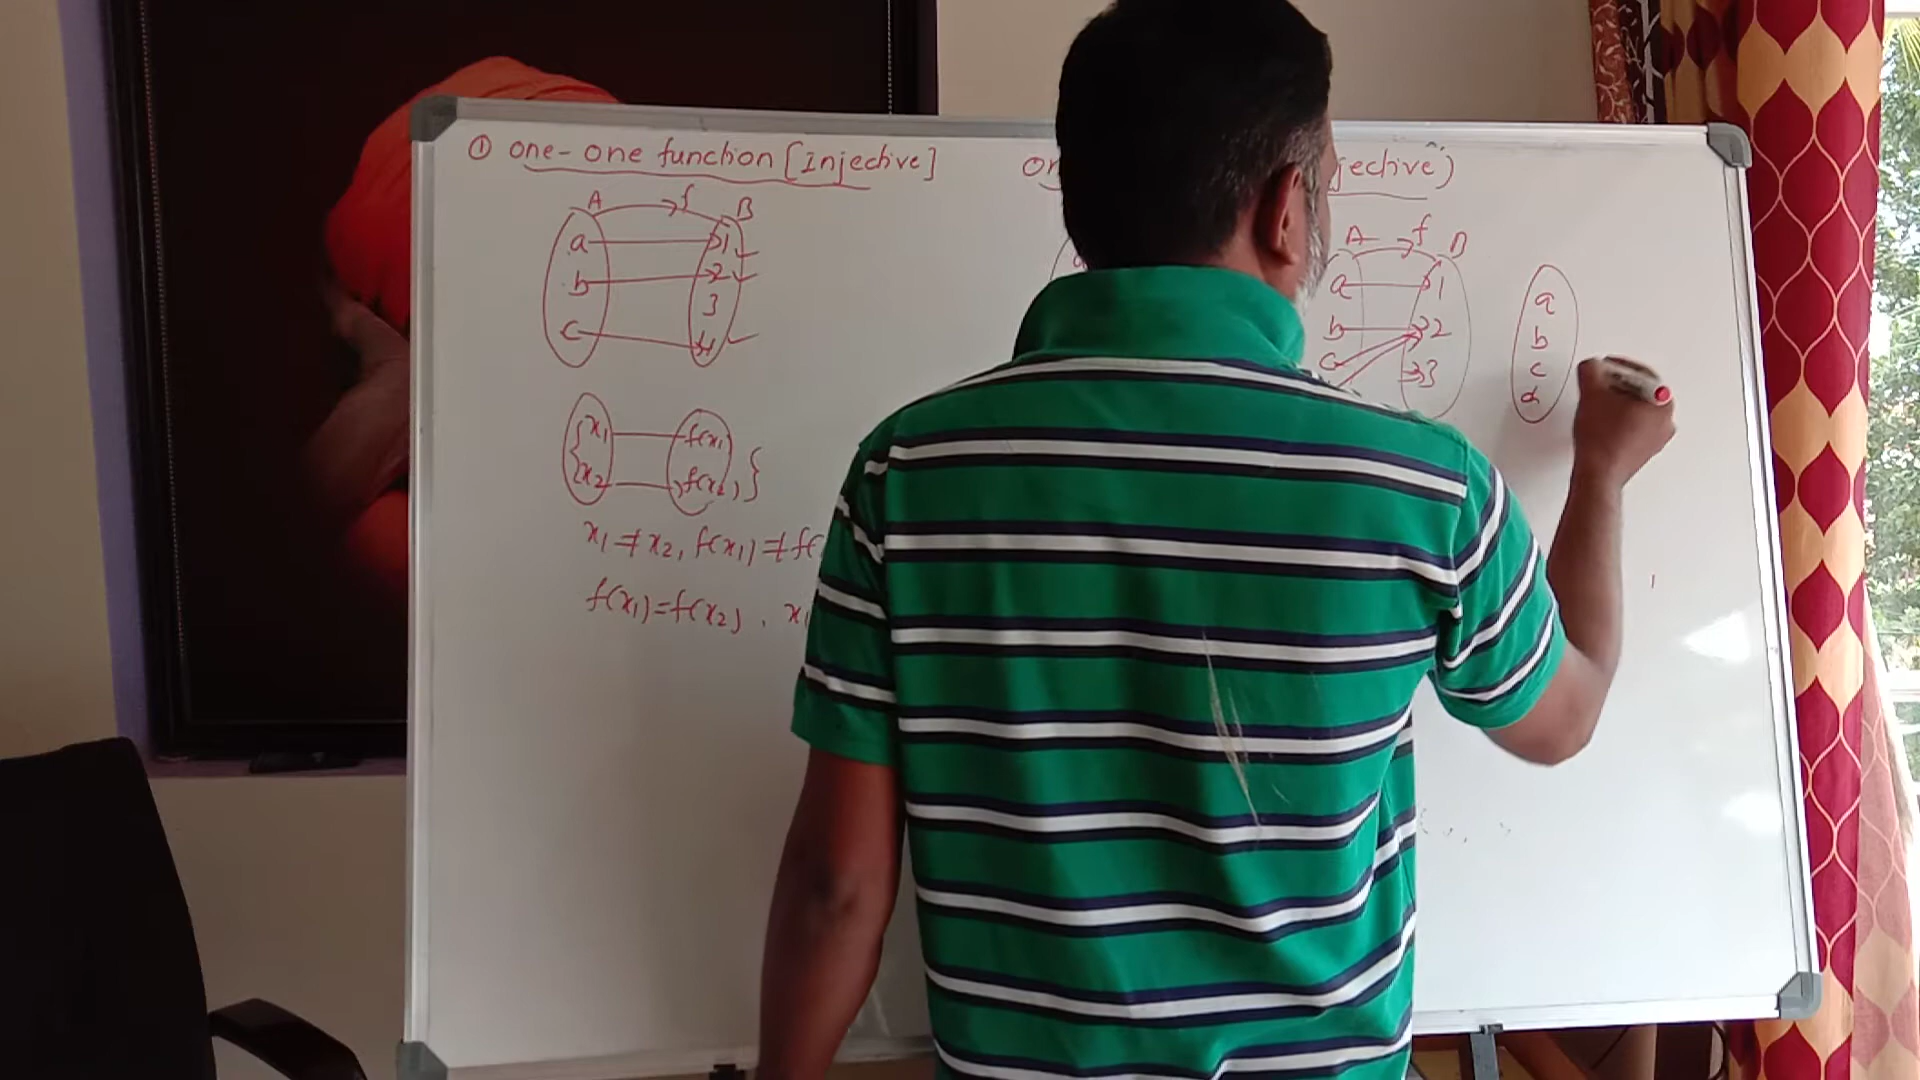 ① one-one function [Injective]
A f B
a 1
b 2
3
c 4
x1 f(x1)
x2 f(x2)
x1 ≠ x2, f(x1) ≠ f(
f(x1) = f(x2), x1
jective)
A f B
a 1
b 2
c 3
a
b
c
d